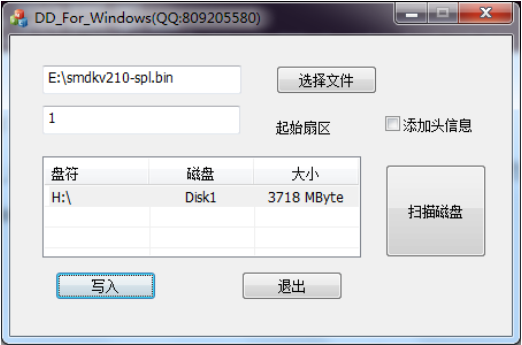 DD_For_Windows(QQ:809205580)
E:\smdkv210-spl.bin 选择文件
1 起始扇区 添加头信息
盘符 磁盘 大小
H:\ Disk1 3718 MByte
扫描磁盘
写入 退出